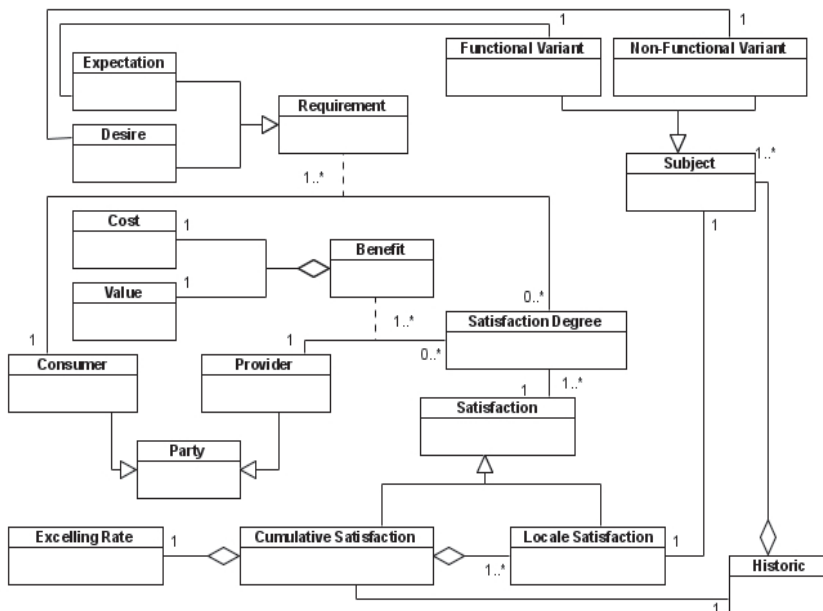 1
1
Functional Variant
Non-Functional Variant
Expectation
Requirement
Desire
1..*
Subject
1..*
Cost
1
1
Benefit
Value
1
0..*
1..*
Satisfaction Degree
1
1
0..*
Consumer
Provider
1
1..*
Satisfaction
Party
Excelling Rate
1
Cumulative Satisfaction
Locale Satisfaction
1
1..*
Historic
1